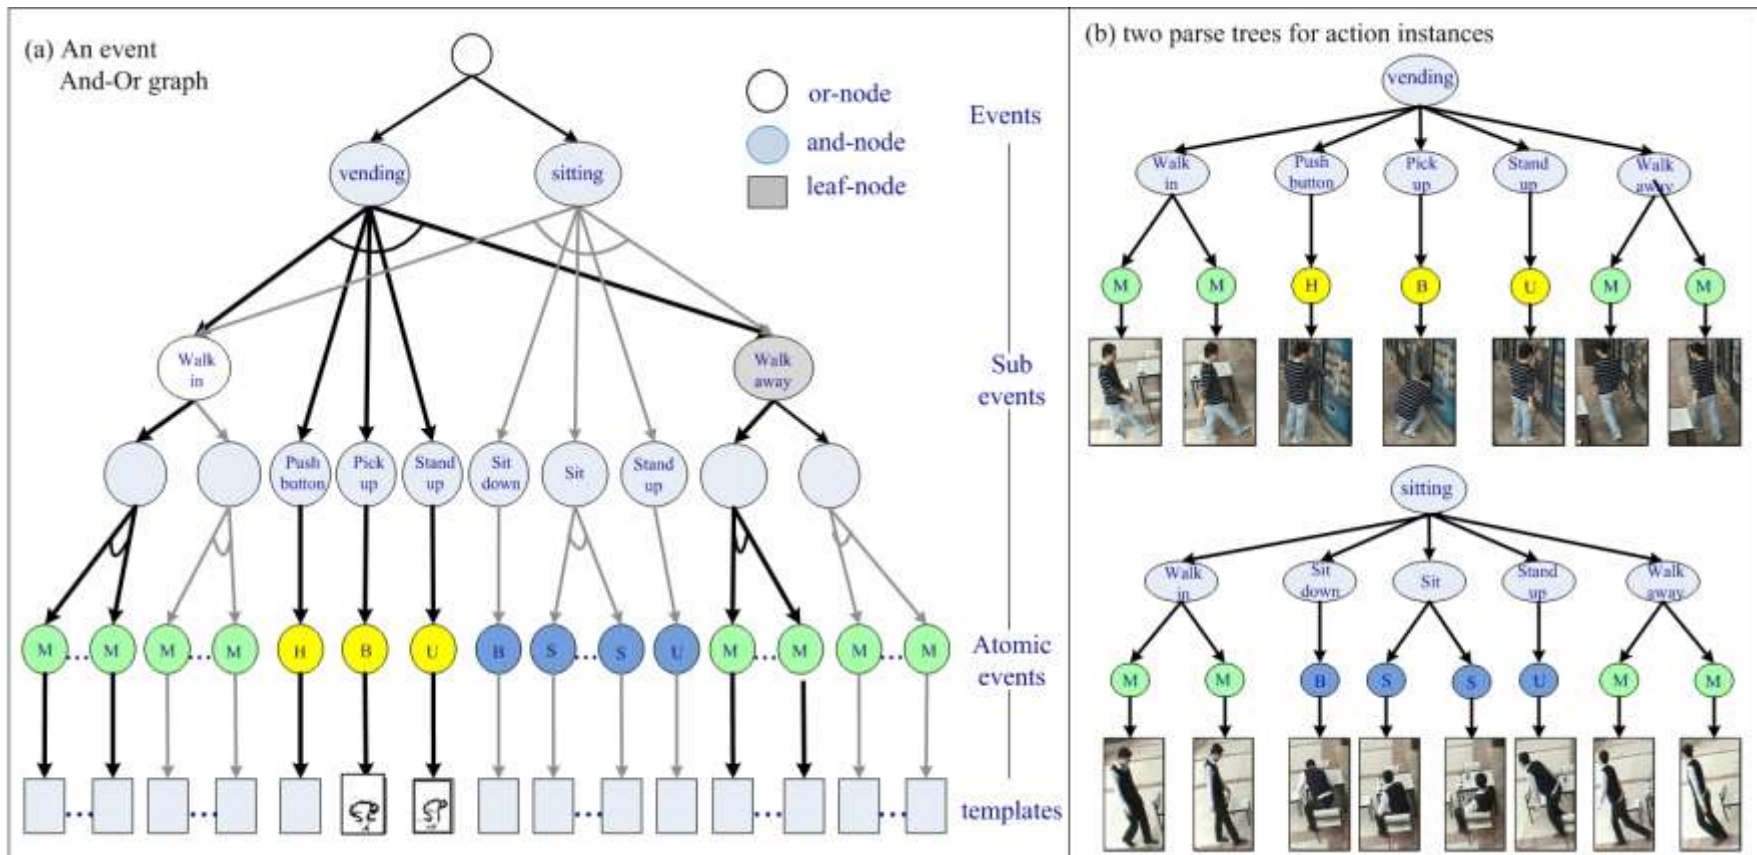 (a) An event
And-Or graph
or-node
and-node
leaf-node
Events
vending
sitting
Walk
in
Walk
away
Sub
events
Push
button
Pick
up
Stand
up
Sit
down
Sit
Stand
up
M
...
M
M
...
M
H
B
U
B
S
...
S
U
M
...
M
M
...
M
Atomic
events
...
...
...
...
...
templates
(b) two parse trees for action instances
vending
Walk
in
Push
button
Pick
up
Stand
up
Walk
away
M
M
H
B
U
M
M
sitting
Walk
in
Sit
down
Sit
Stand
up
Walk
away
M
M
B
S
S
U
M
M